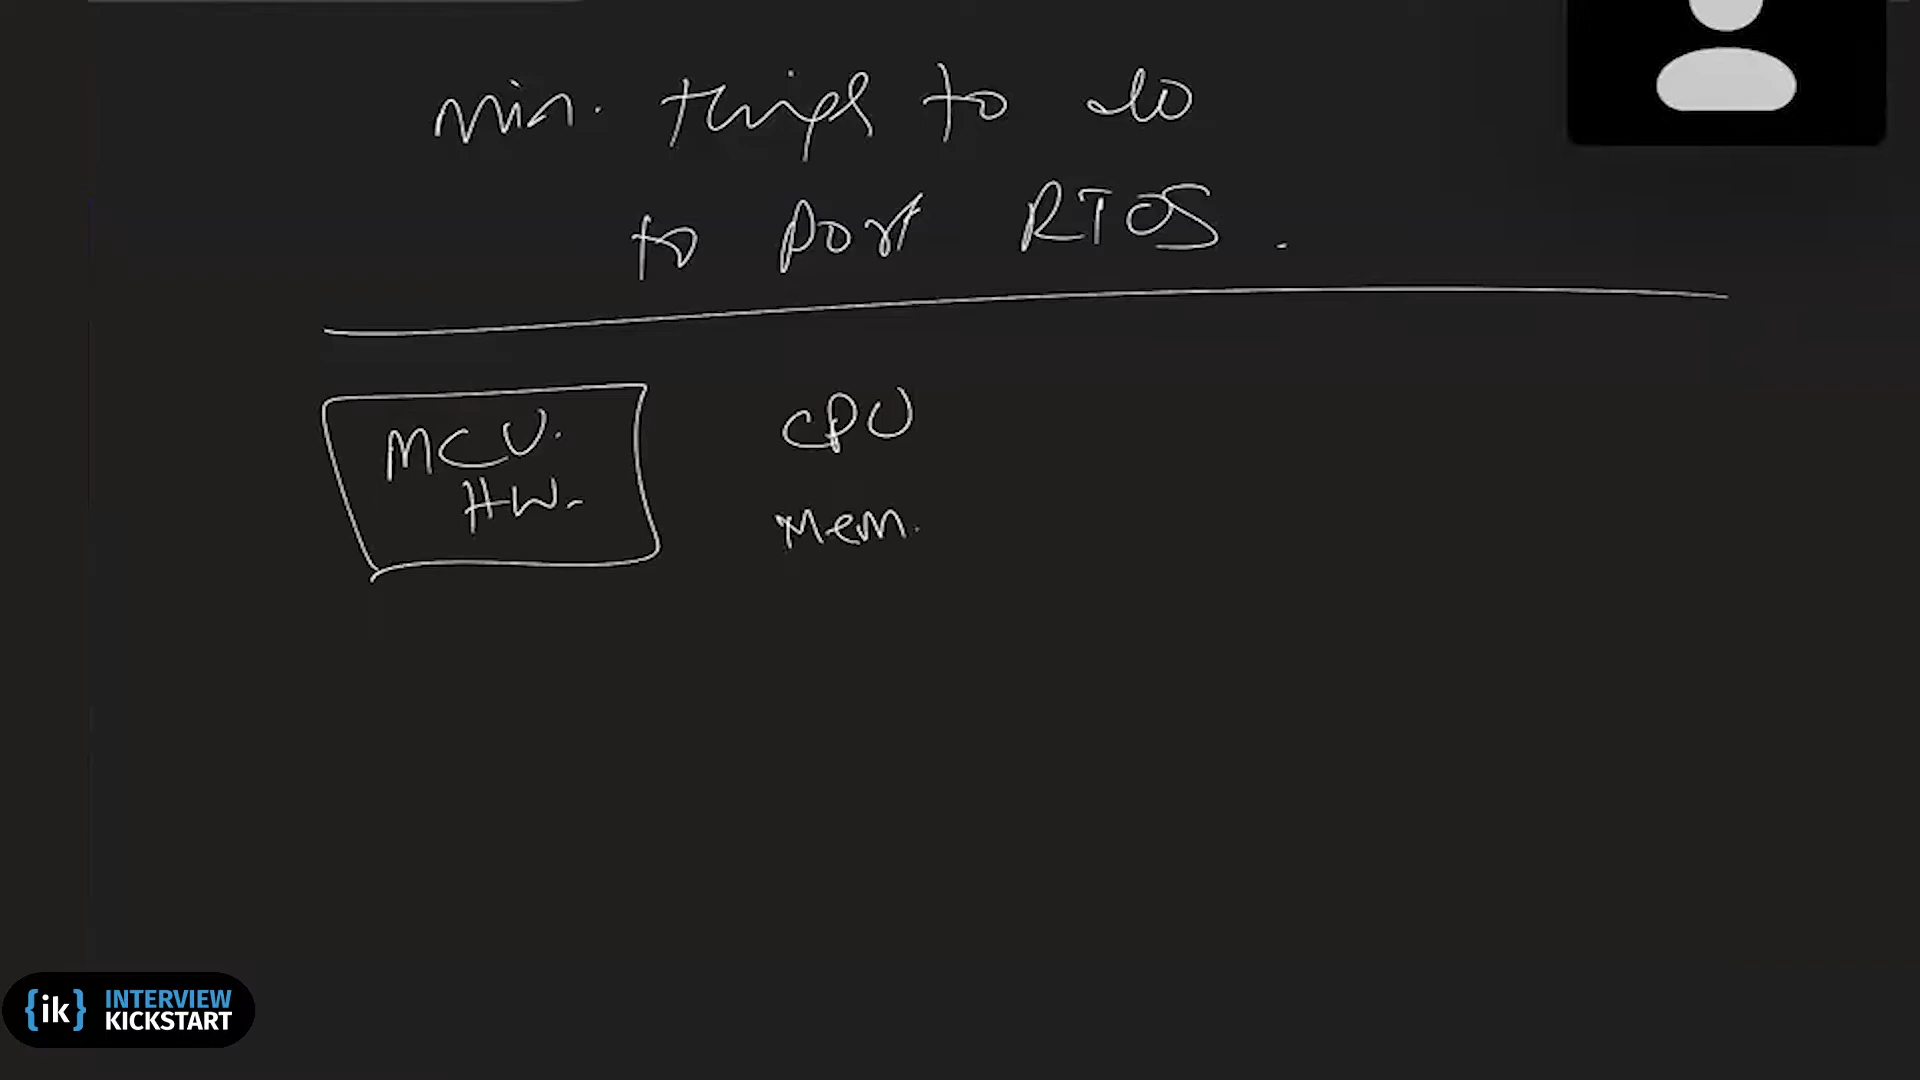 min. things to do
to port RTOS.
MCU.
HW.
CPU
Mem.
{ik} INTERVIEW
KICKSTART